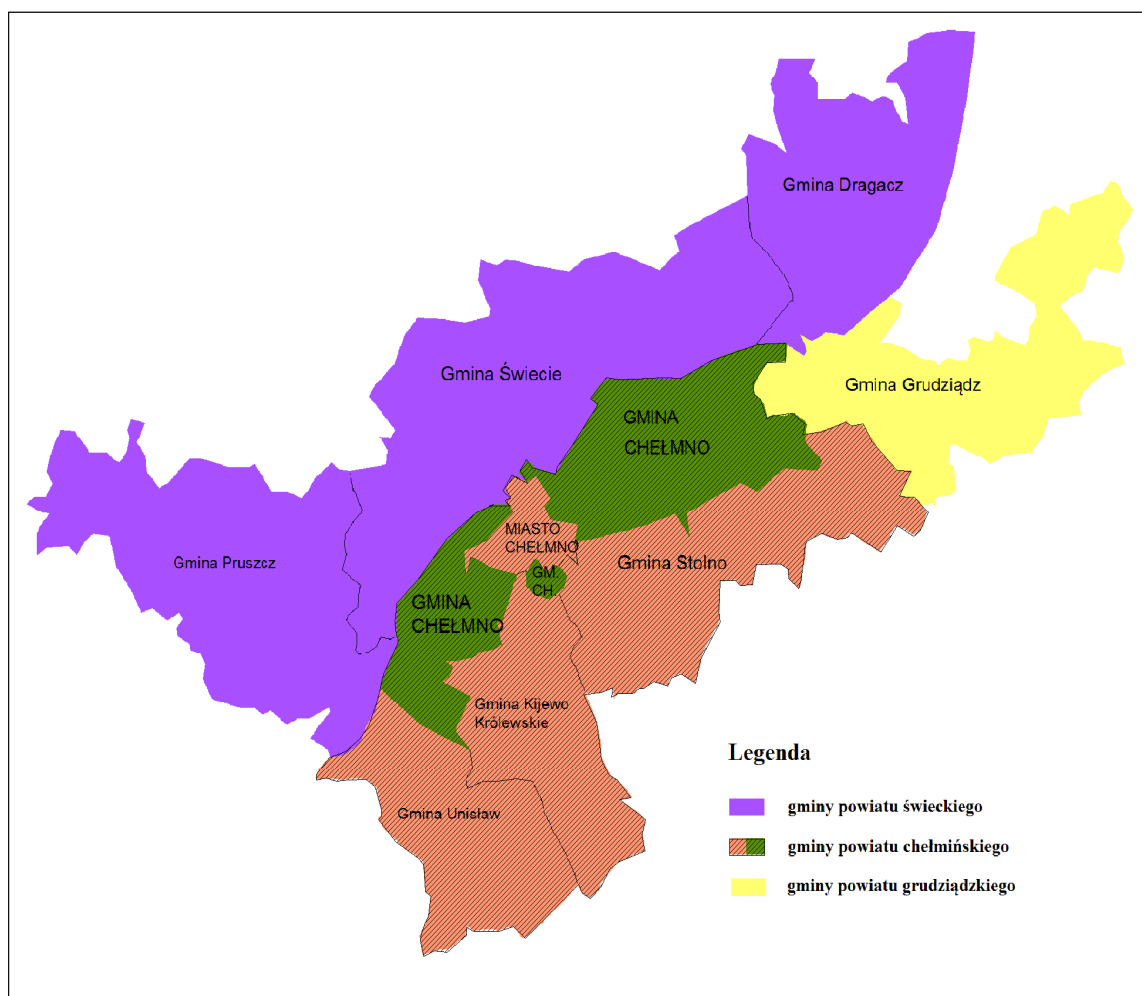 Gmina Dragacz
Gmina Świecie
Gmina Grudziądz
GMINA
CHEŁMNO
MIASTO
CHEŁMNO
Gmina Pruszcz
Gmina Stolno
GM.
CH.
GMINA
CHEŁMNO
Gmina Kijewo
Królewskie
Gmina Unisław
Legenda
gminy powiatu świeckiego
gminy powiatu chełmińskiego
gminy powiatu grudziądzkiego